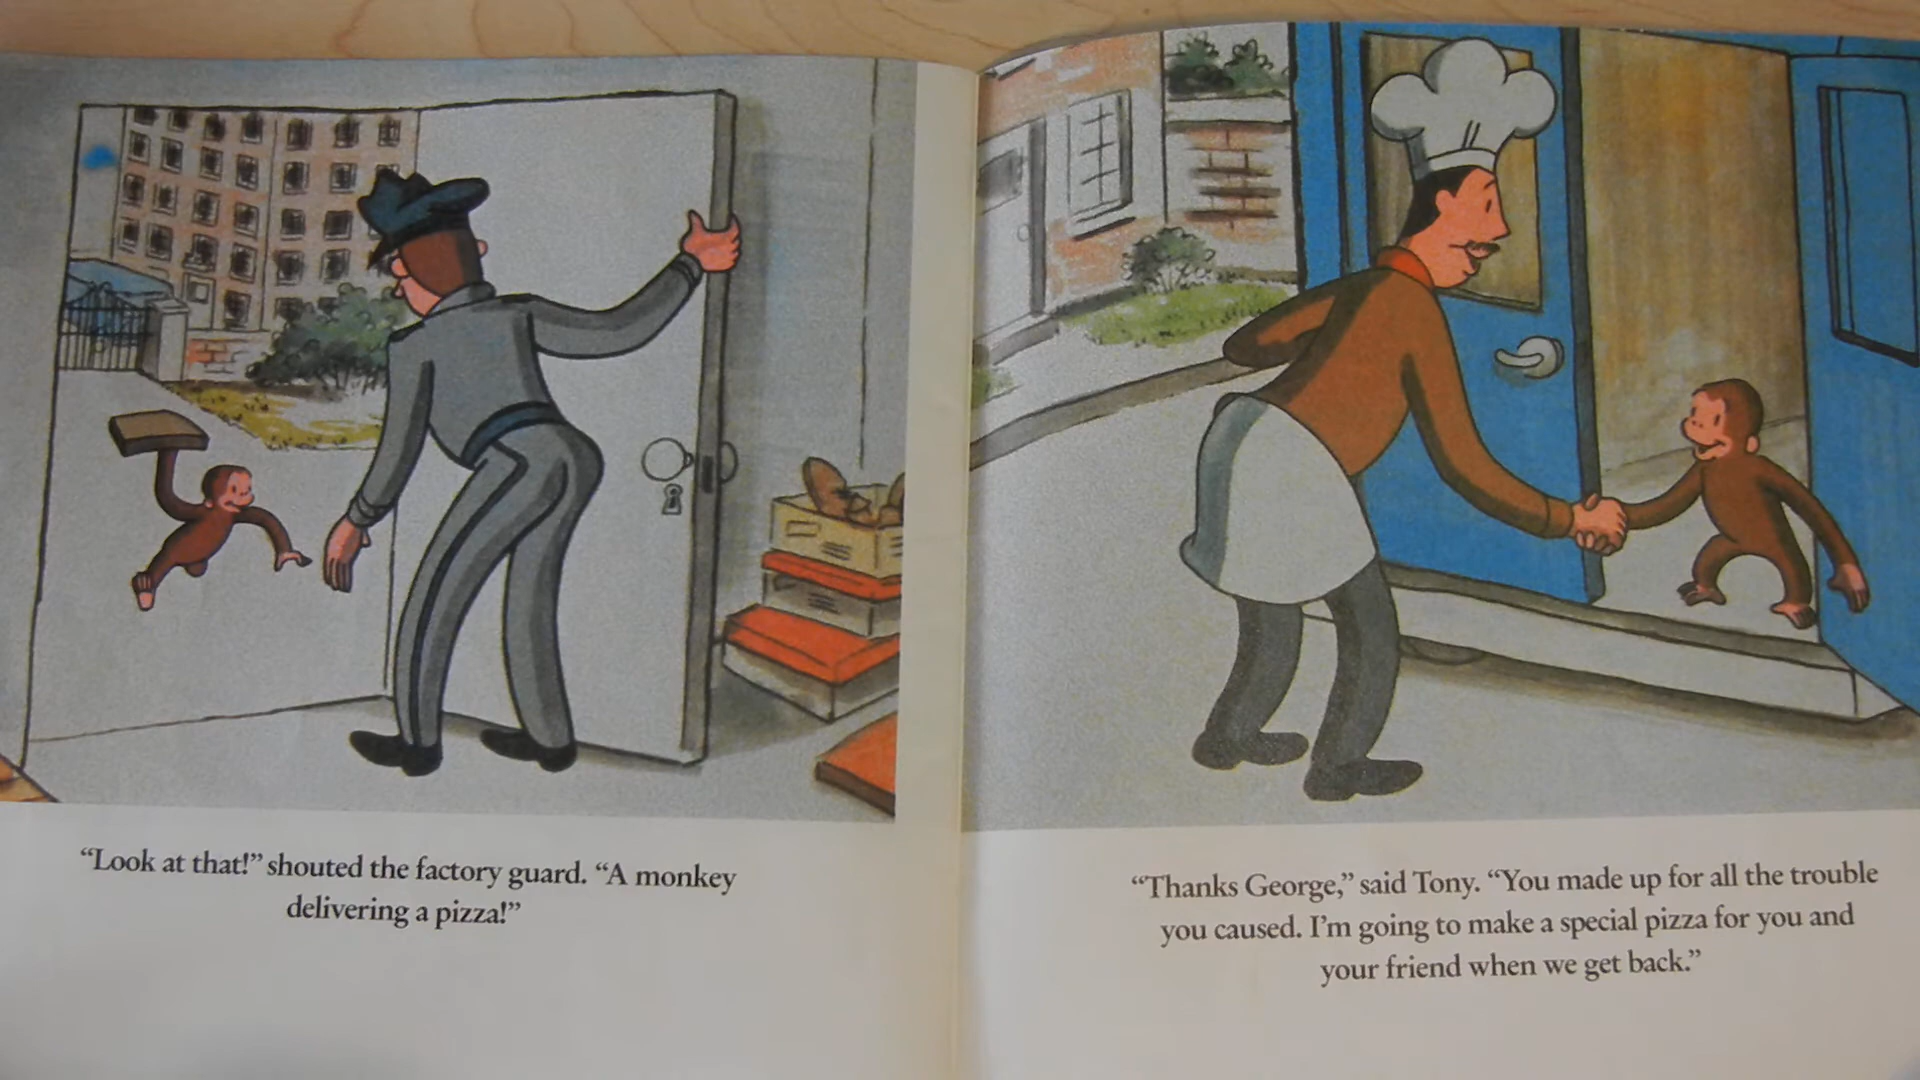 “Look at that!” shouted the factory guard. “A monkey
delivering a pizza!”
“Thanks George,” said Tony. “You made up for all the trouble
you caused. I’m going to make a special pizza for you and
your friend when we get back.”